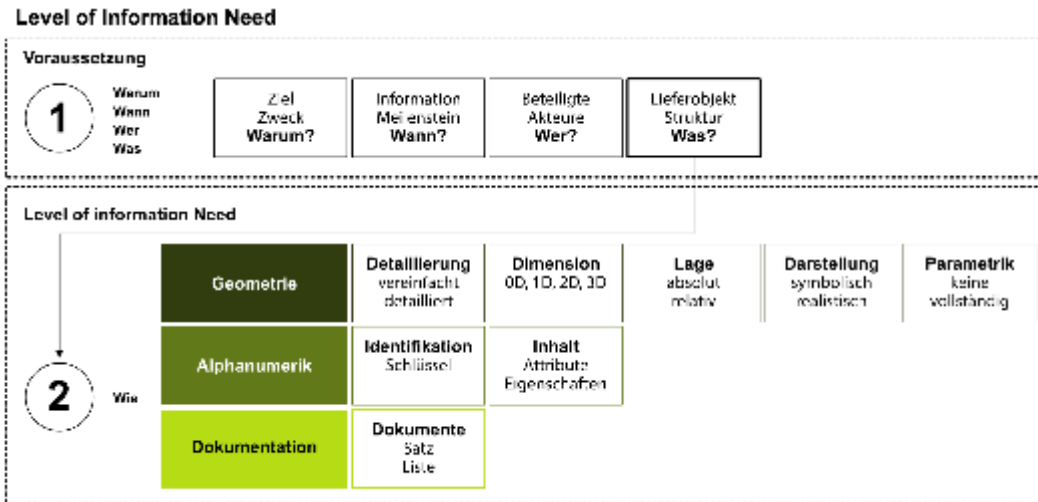 Level of Information Need
Voraussetzung
1
Warum
Wann
Wer
Was
Ziel
Zweck
Warum?
Information
Meilenstein
Wann?
Beteiligte
Akteure
Wer?
Lieferobjekt
Struktur
Was?
Level of information Need
2
Wie
Geometrie
Detaillierung
vereinfacht
detailliert
Dimension
0D, 1D, 2D, 3D
Lage
absolut
relativ
Darstellung
symbolisch
realistisch
Parametrik
keine
vollständig
Alphanumerik
Identifikation
Schlüssel
Inhalt
Attribute
Eigenschaften
Dokumentation
Dokumente
Satz
Liste